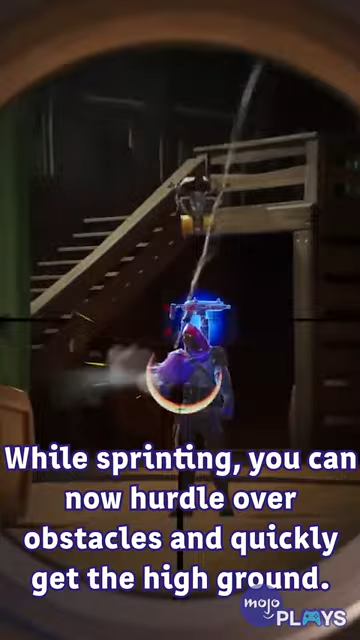 While sprinting, you can
now hurdle over
obstacles and quickly
get the high ground.
mojo
PLAYS